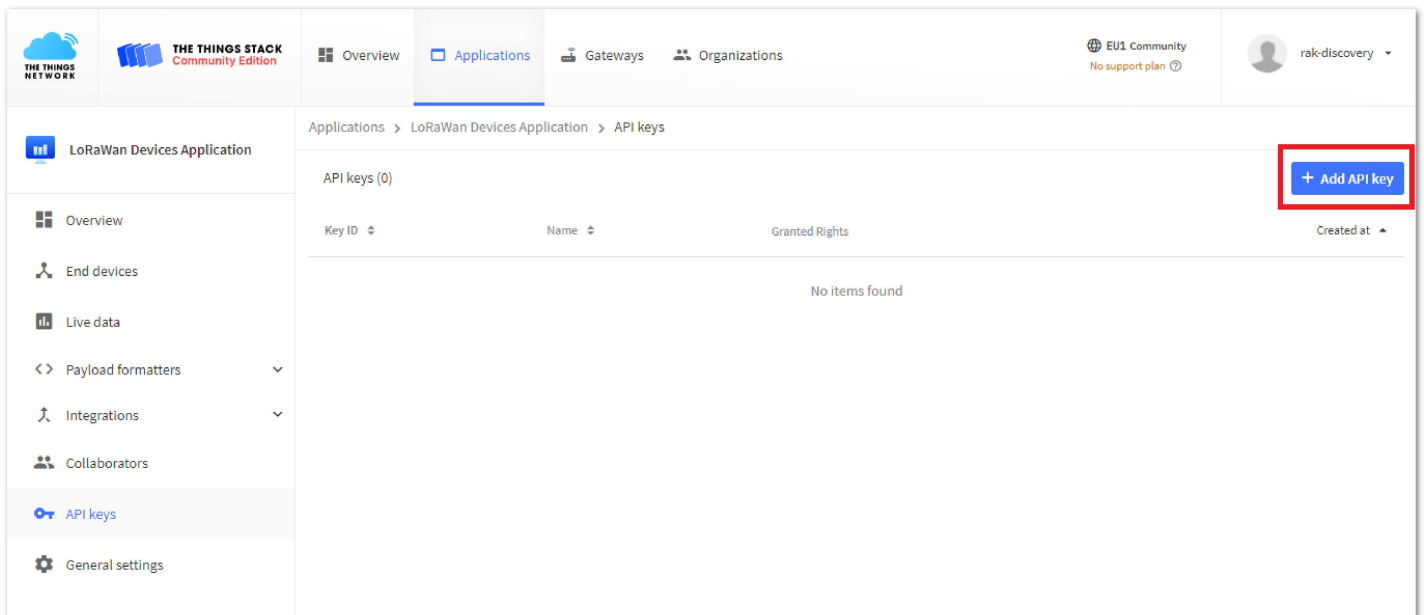 THE THINGS
NETWORK
THE THINGS STACK
Community Edition
Overview
Applications
Gateways
Organizations
EU1 Community
No support plan
rak-discovery
LoRaWan Devices Application
Applications > LoRaWan Devices Application > API keys
API keys (0)
+ Add API key
Overview
End devices
Live data
Payload formatters
Integrations
Collaborators
API keys
General settings
Key ID
Name
Granted Rights
Created at
No items found